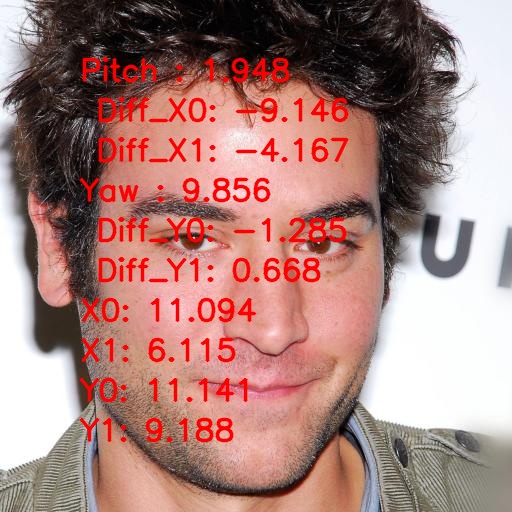 Pitch : 1.948
Diff_X0: -9.146
Diff_X1: -4.167
Yaw : 9.856
Diff_Y0: -1.285
Diff_Y1: 0.668
X0: 11.094
X1: 6.115
Y0: 11.141
Y1: 9.188
U